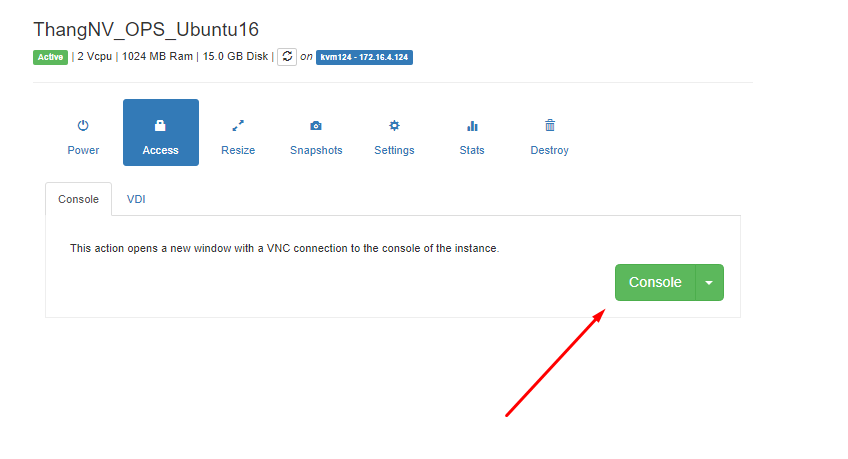 ThangNV_OPS_Ubuntu16
Active | 2 Vcpu | 1024 MB Ram | 15.0 GB Disk | on kvm124 - 172.16.4.124
Power Access Resize Snapshots Settings Stats Destroy
Console VDI
This action opens a new window with a VNC connection to the console of the instance.
Console